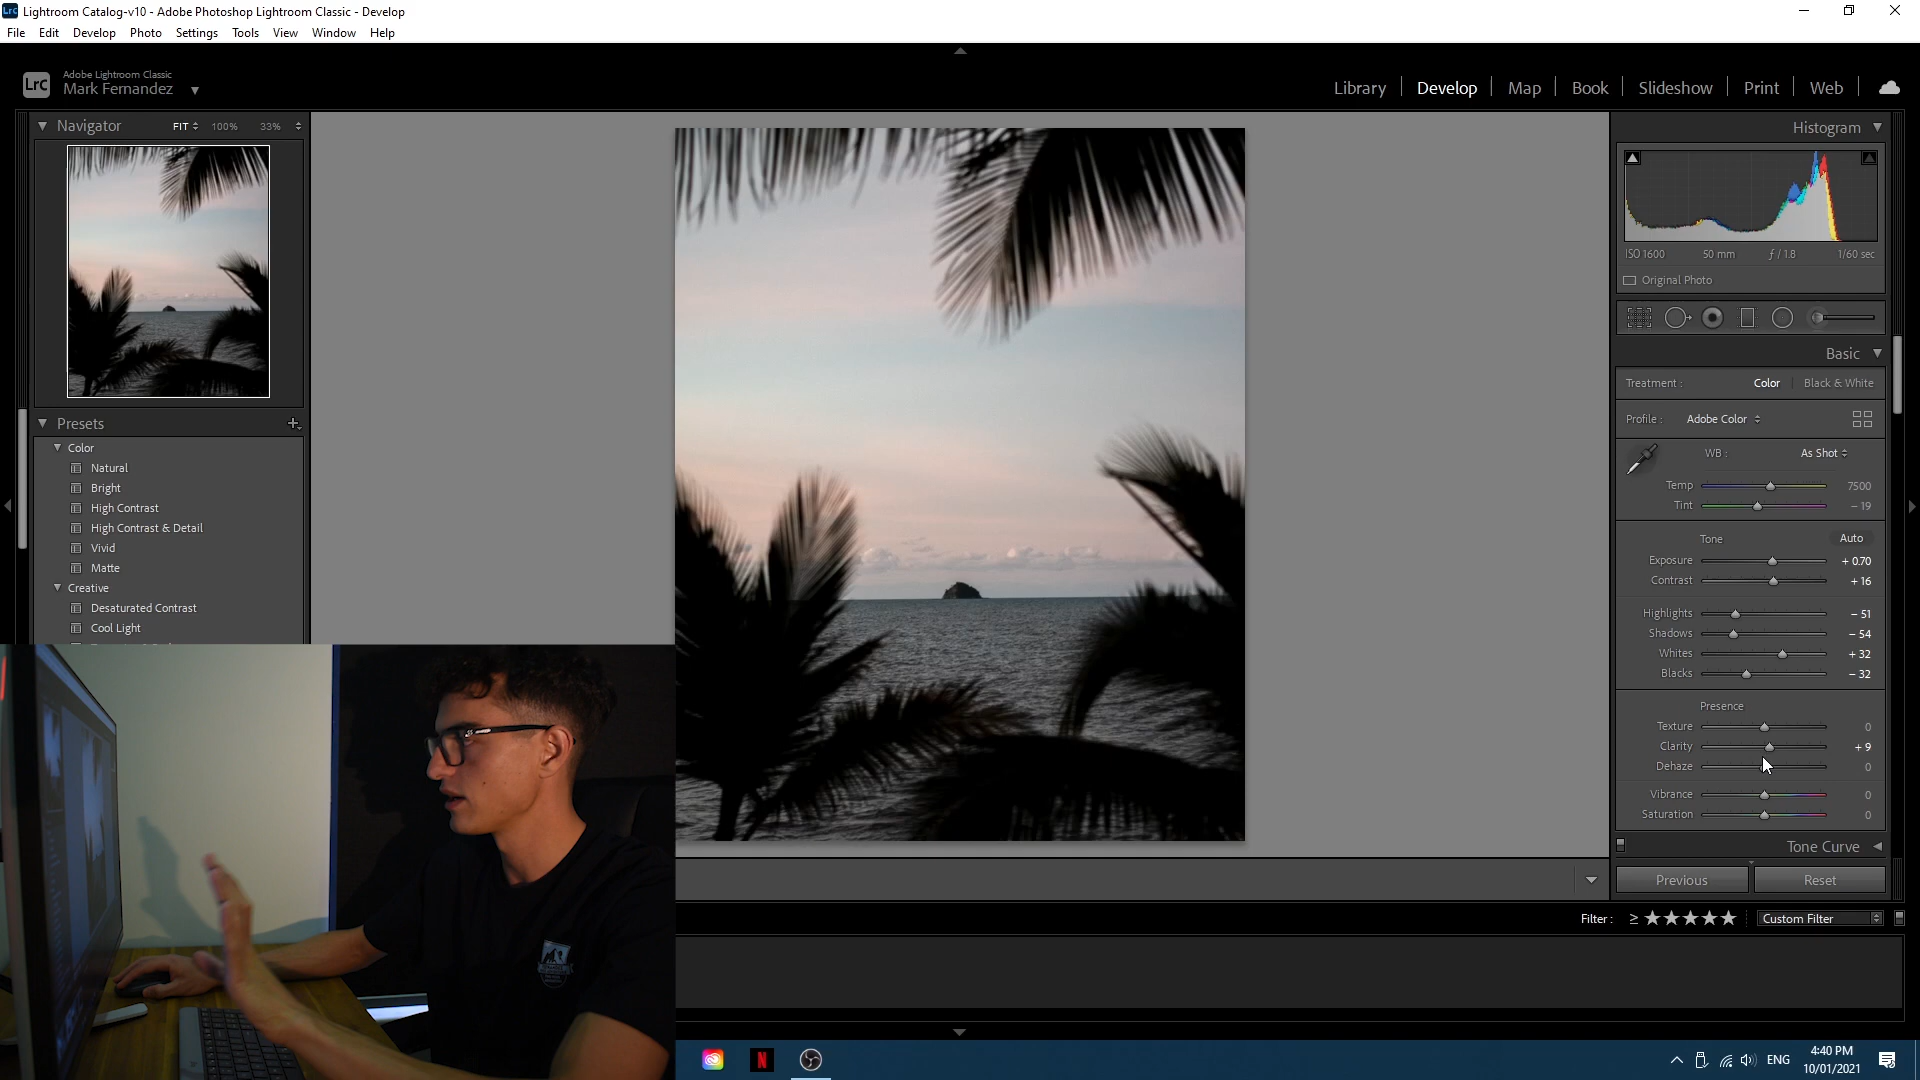 Lrc Lightroom Catalog-v10 - Adobe Photoshop Lightroom Classic - Develop
File Edit Develop Photo Settings Tools View Window Help
Lrc Adobe Lightroom Classic
Mark Fernandez
Library Develop Map Book Slideshow Print Web
Navigator FIT 100% 33%
Presets
Color
Natural
Bright
High Contrast
High Contrast & Detail
Vivid
Matte
Creative
Desaturated Contrast
Cool Light
Histogram
ISO 1600 50 mm ƒ / 1.8 1/60 sec
Original Photo
Basic
Treatment : Color Black & White
Profile : Adobe Color
WB : As Shot
Temp 7500
Tint - 19
Tone Auto
Exposure + 0.70
Contrast + 16
Highlights - 51
Shadows - 54
Whites + 32
Blacks - 32
Presence
Texture 0
Clarity + 9
Dehaze 0
Vibrance 0
Saturation 0
Tone Curve
Previous Reset
Filter : ≥ ★★★★★ Custom Filter
N
ENG
4:40 PM
10/01/2021